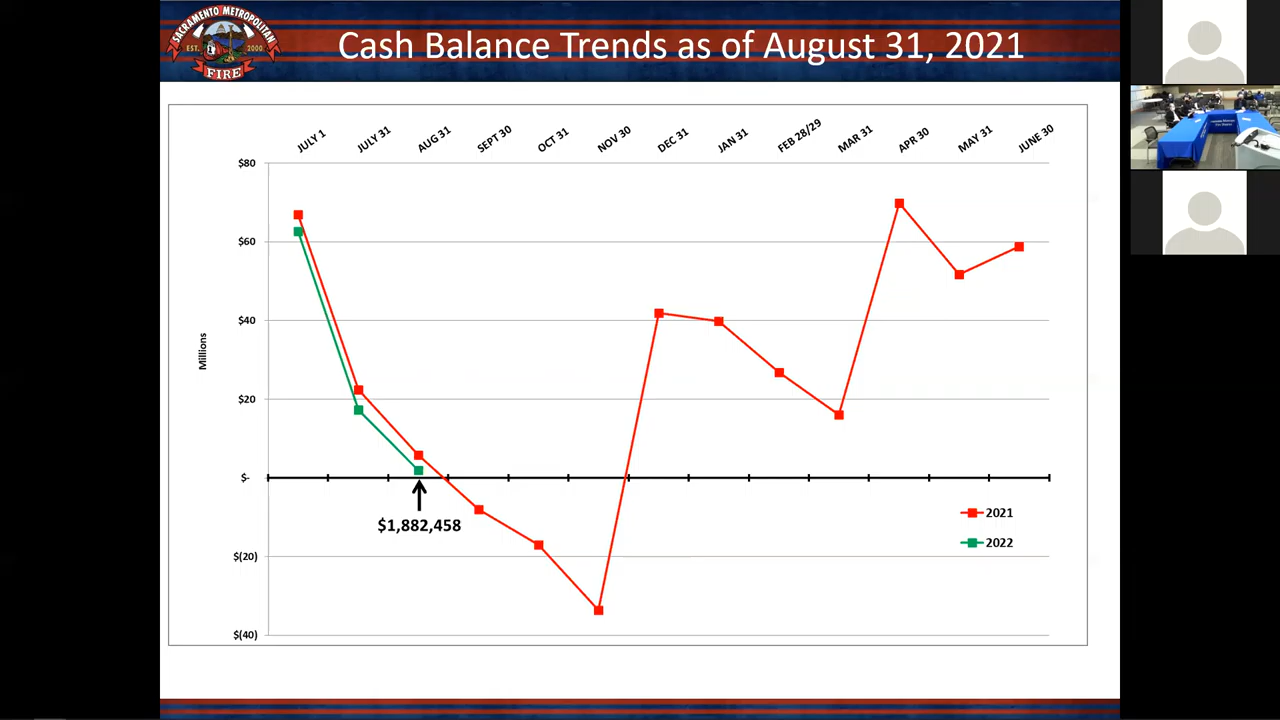 SACRAMENTO METROPOLITAN
EST. 2000
FIRE
Cash Balance Trends as of August 31, 2021
JULY 1
JULY 31
AUG 31
SEPT 30
OCT 31
NOV 30
DEC 31
JAN 31
FEB 28/29
MAR 31
APR 30
MAY 31
JUNE 30
$80
$60
$40
$20
$-
$(20)
$(40)
Millions
$1,882,458
2021
2022